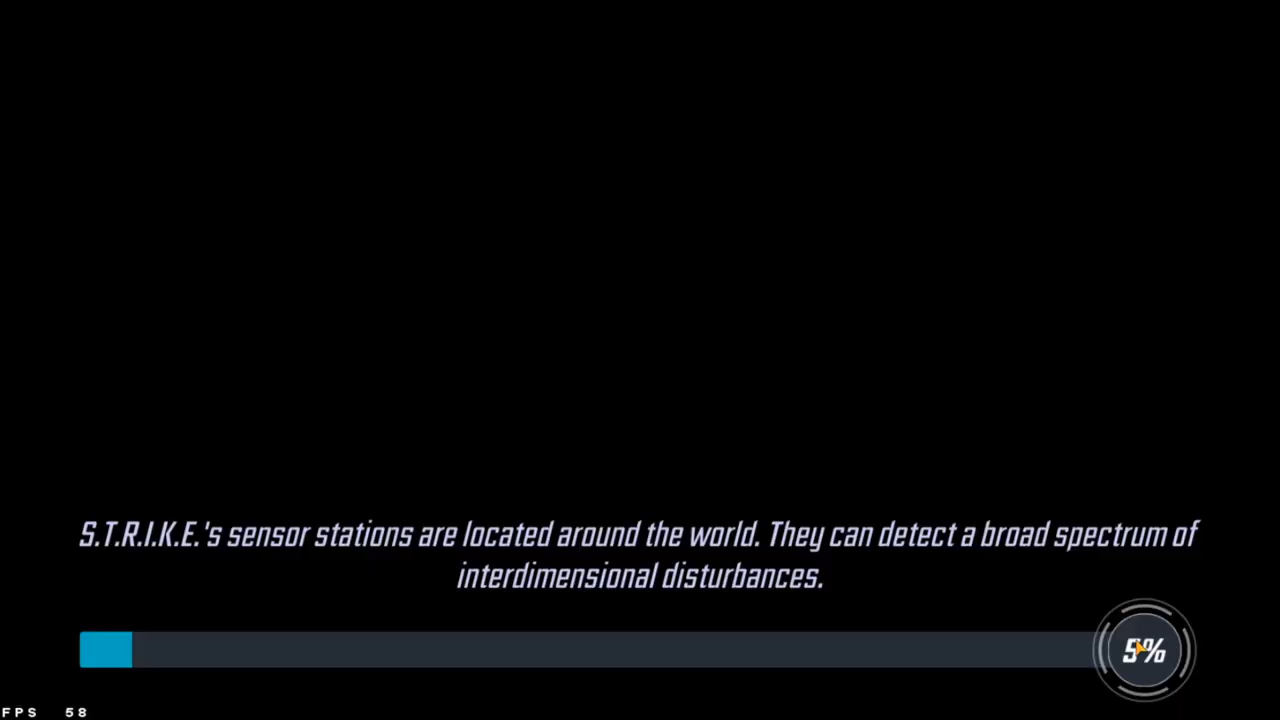 S.T.R.I.K.E.'s sensor stations are located around the world. They can detect a broad spectrum of
interdimensional disturbances.
5%
FPS 58